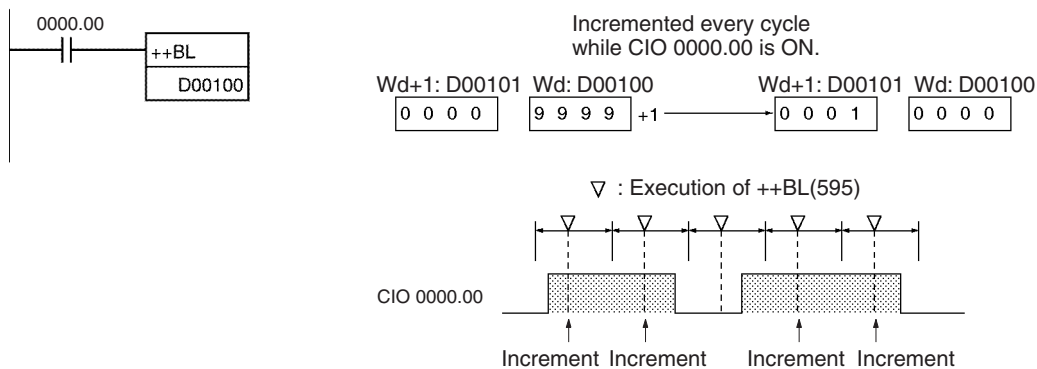 0000.00
++BL
D00100
Incremented every cycle
while CIO 0000.00 is ON.
Wd+1: D00101 Wd: D00100 Wd+1: D00101 Wd: D00100
0 0 0 0 9 9 9 9 +1 0 0 0 1 0 0 0 0
▽ : Execution of ++BL(595)
CIO 0000.00
Increment Increment Increment Increment